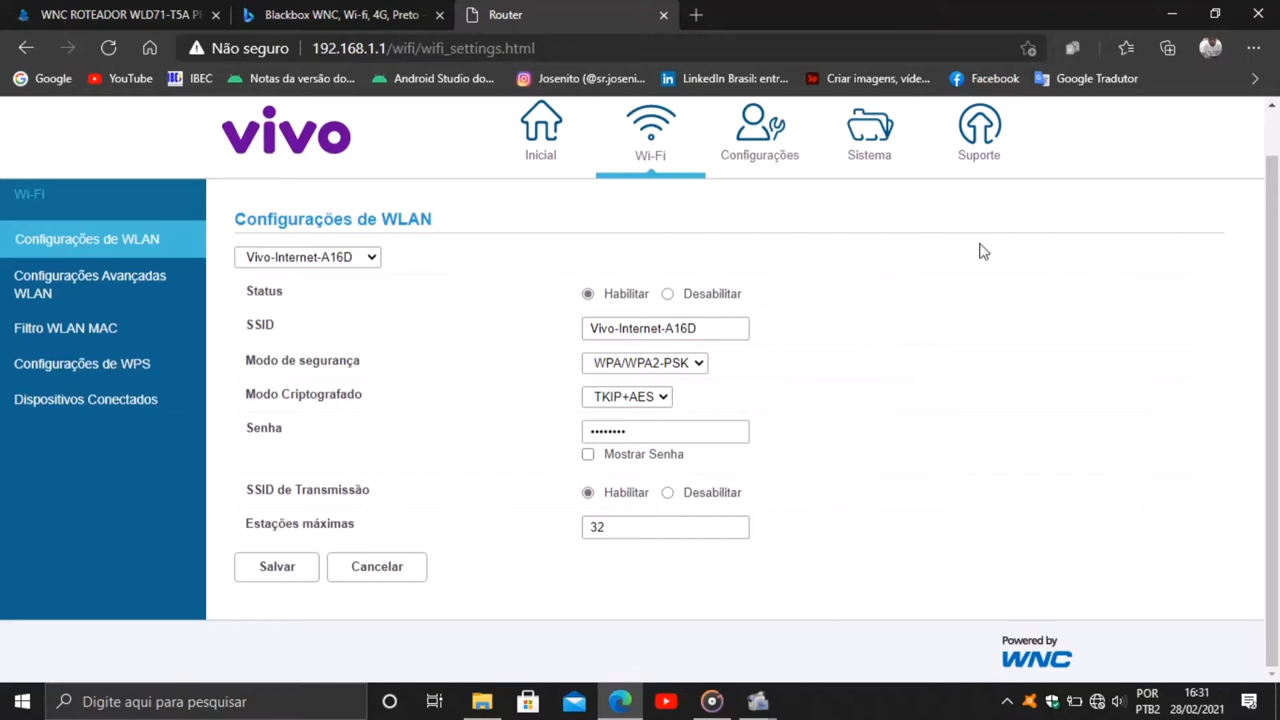 WNC ROTEADOR WLD71-T5A PF
Blackbox WNC, Wi-fi, 4G, Preto -
Router
Não seguro
192.168.1.1/wifi/wifi_settings.html
Google
YouTube
IBEC
Notas da versão do...
Android Studio do...
Josenito (@sr.joseni...
LinkedIn Brasil: entr...
Criar imagens, víde...
Facebook
Google Tradutor
vivo
Inicial
Wi-Fi
Configurações
Sistema
Suporte
Wi-Fi
Configurações de WLAN
Configurações Avançadas
WLAN
Filtro WLAN MAC
Configurações de WPS
Dispositivos Conectados
Configurações de WLAN
Vivo-Internet-A16D
Status
Habilitar
Desabilitar
SSID
Vivo-Internet-A16D
Modo de segurança
WPA/WPA2-PSK
Modo Criptografado
TKIP+AES
Senha
••••••••
Mostrar Senha
SSID de Transmissão
Habilitar
Desabilitar
Estações máximas
32
Salvar
Cancelar
Powered by
WNC
Digite aqui para pesquisar
POR
PTB2
16:31
28/02/2021